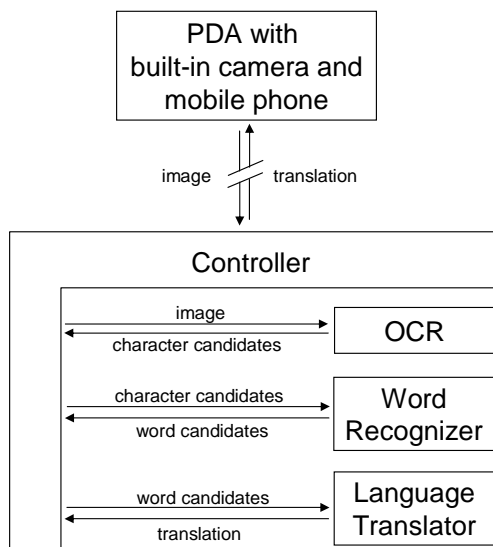 PDA with
built-in camera and
mobile phone
image translation
Controller
image
OCR
character candidates
character candidates
Word
Recognizer
word candidates
word candidates
Language
Translator
translation